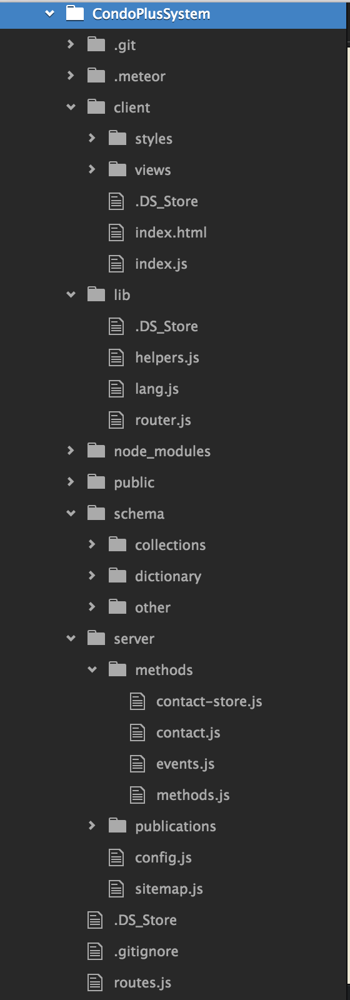 CondoPlusSystem
.git
.meteor
client
styles
views
.DS_Store
index.html
index.js
lib
.DS_Store
helpers.js
lang.js
router.js
node_modules
public
schema
collections
dictionary
other
server
methods
contact-store.js
contact.js
events.js
methods.js
publications
config.js
sitemap.js
.DS_Store
.gitignore
routes.js